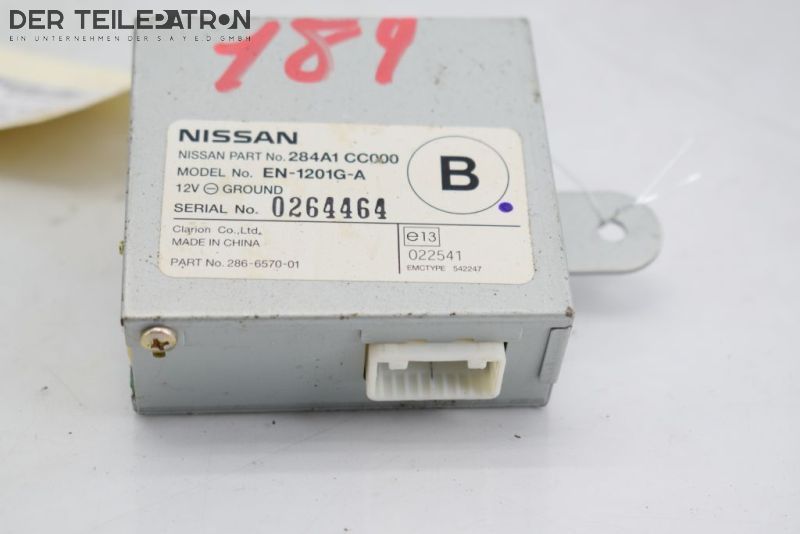 DER TEILEPATRON
EIN UNTERNEHMEN DER S A Y E.D GMBH
789
NISSAN
NISSAN PART No. 284A1 CC000
MODEL No. EN-1201G-A
12V ⊖ GROUND
SERIAL No. 0264464
B
Clarion Co., Ltd.
MADE IN CHINA
PART No. 286-6570-01
e13
022541
EMCTYPE 542247